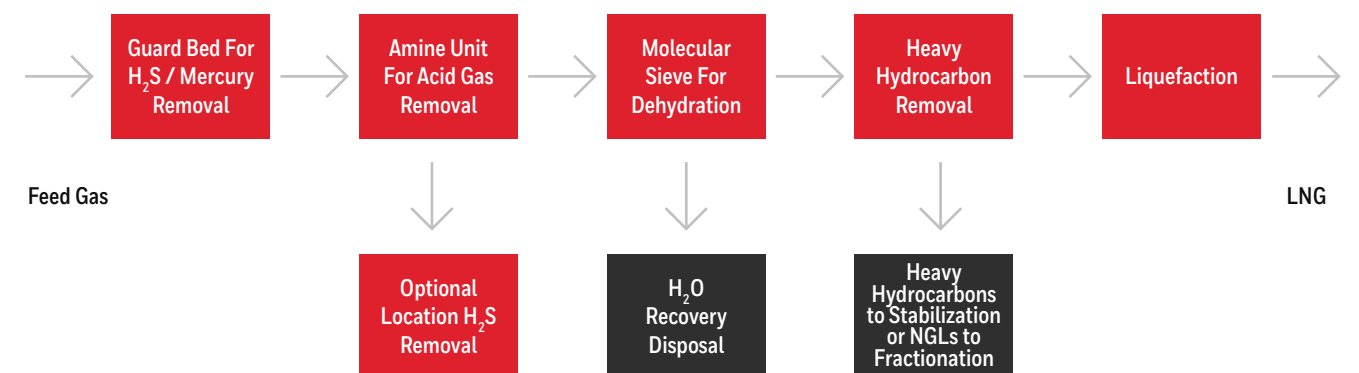 Guard Bed For
H₂S / Mercury
Removal
Amine Unit
For Acid Gas
Removal
Molecular
Sieve For
Dehydration
Heavy
Hydrocarbon
Removal
Liquefaction
Feed Gas
LNG
Optional
Location H₂S
Removal
H₂O
Recovery
Disposal
Heavy
Hydrocarbons
to Stabilization
or NGLs to
Fractionation